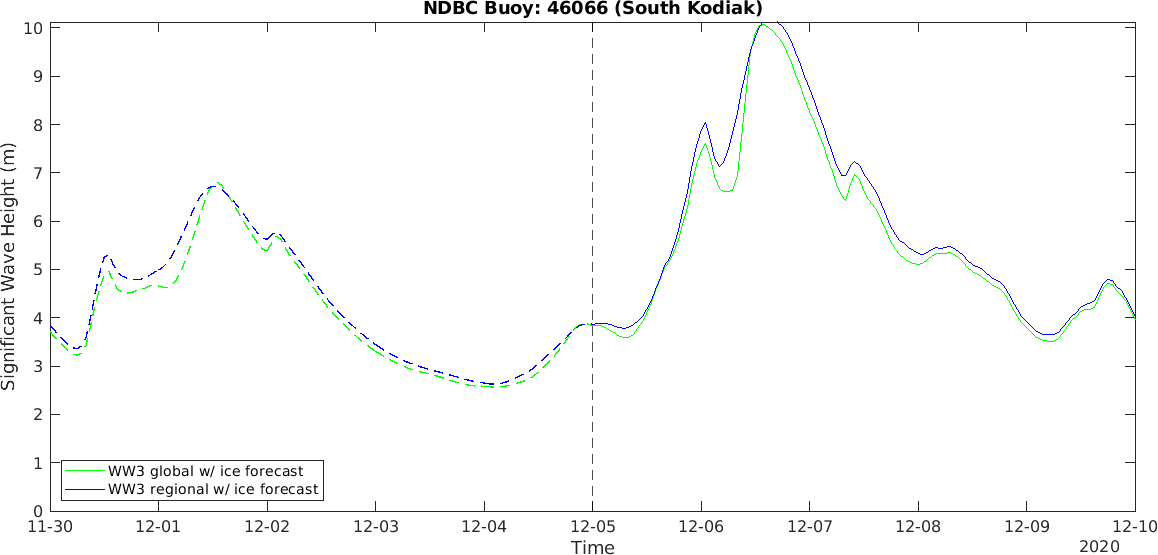 NDBC Buoy: 46066 (South Kodiak)
Significant Wave Height (m)
10
9
8
7
6
5
4
3
2
1
0
WW3 global w/ ice forecast
WW3 regional w/ ice forecast
11-30 12-01 12-02 12-03 12-04 12-05 12-06 12-07 12-08 12-09 12-10
Time
2020